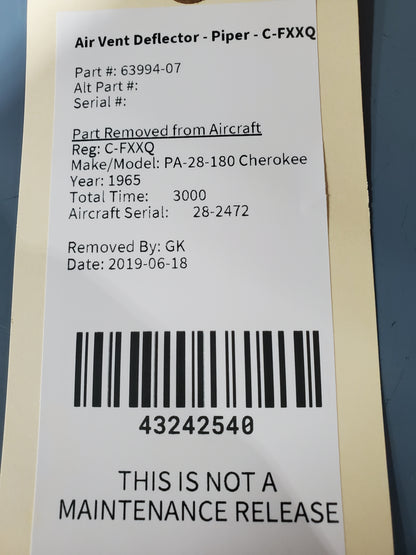 Air Vent Deflector - Piper - C-FXXQ
Part #: 63994-07
Alt Part#:
Serial #:
Part Removed from Aircraft
Reg: C-FXXQ
Make/Model: PA-28-180 Cherokee
Year: 1965
Total Time: 3000
Aircraft Serial: 28-2472
Removed By: GK
Date: 2019-06-18
43242540
THIS IS NOT A
MAINTENANCE RELEASE